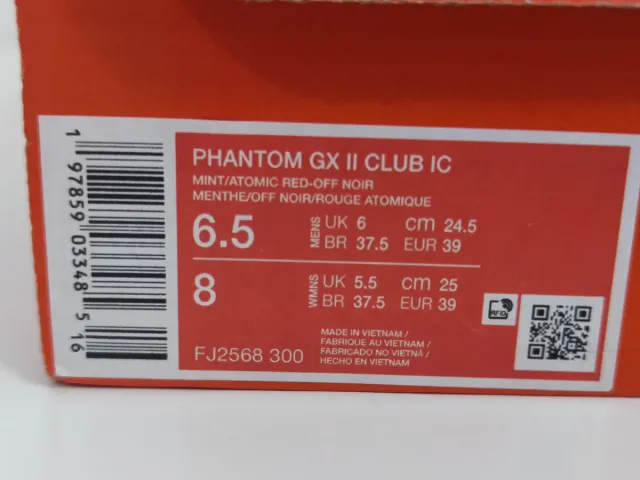 PHANTOM GX II CLUB IC
MINT/ATOMIC RED-OFF NOIR
MENTHE/OFF NOIR/ROUGE ATOMIQUE
6.5 MENS UK 6 cm 24.5
BR 37.5 EUR 39
8 WMNS UK 5.5 cm 25
BR 37.5 EUR 39
RFID
MADE IN VIETNAM /
FABRIQUE AU VIETNAM /
FABRICADO NO VIETNÃ /
HECHO EN VIETNAM
FJ2568 300
1 97859 03348 5 16